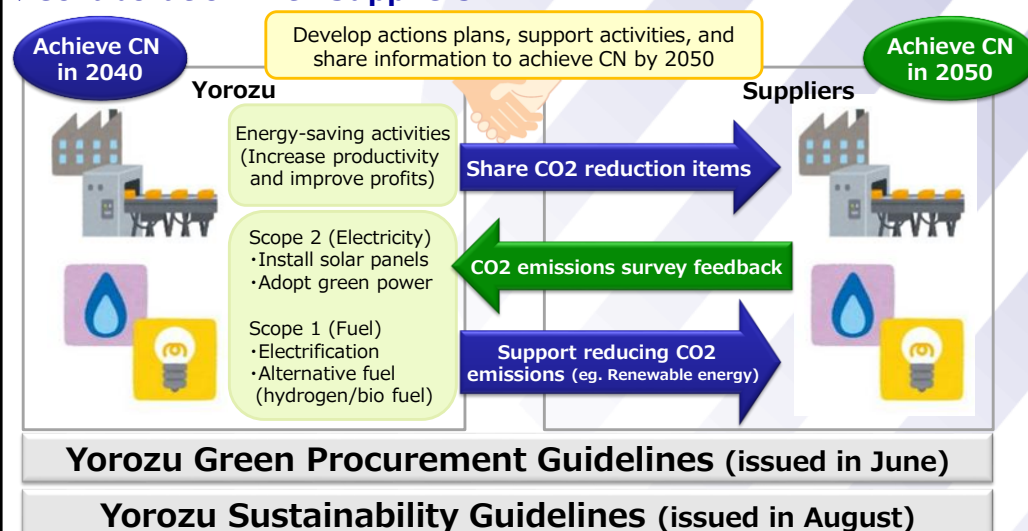 Achieve CN
in 2040
Develop actions plans, support activities, and
share information to achieve CN by 2050
Achieve CN
in 2050
Yorozu
Suppliers
Energy-saving activities
(Increase productivity
and improve profits)
Share CO2 reduction items
Scope 2 (Electricity)
・Install solar panels
・Adopt green power
CO2 emissions survey feedback
Scope 1 (Fuel)
・Electrification
・Alternative fuel
(hydrogen/bio fuel)
Support reducing CO2
emissions (eg. Renewable energy)
Yorozu Green Procurement Guidelines (issued in June)
Yorozu Sustainability Guidelines (issued in August)